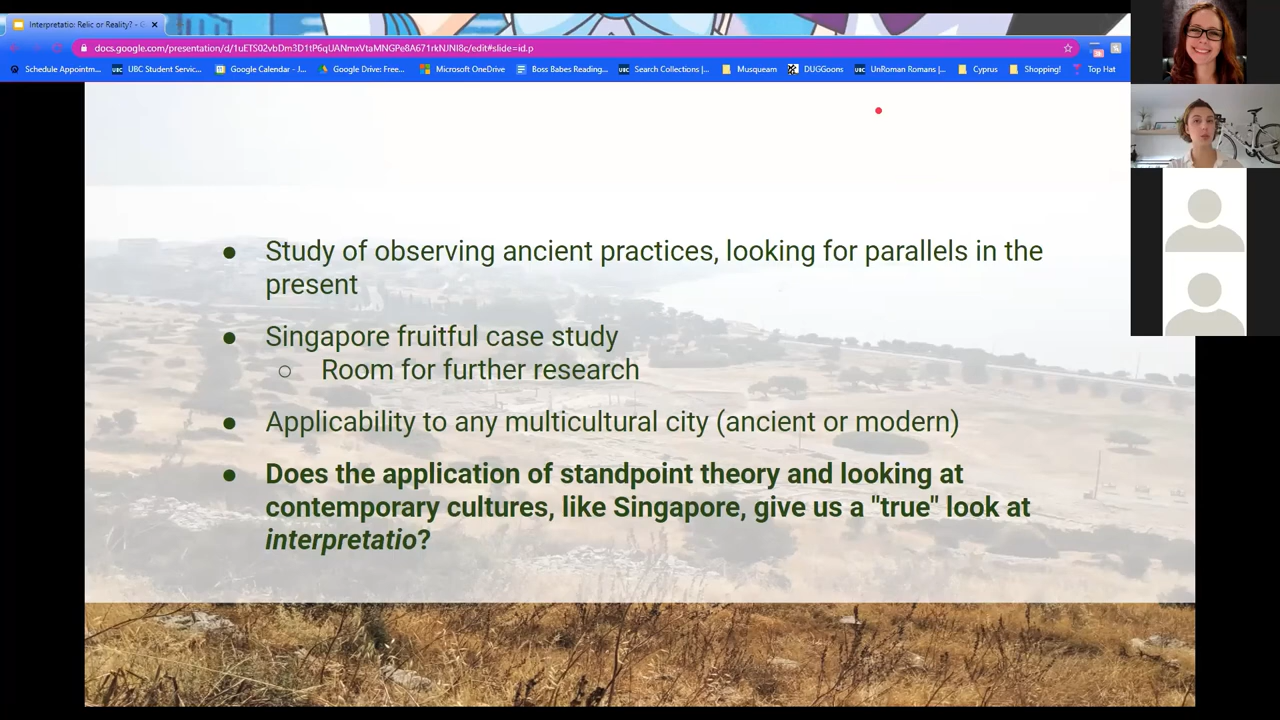 Interpretatio: Relic or Reality? - G
docs.google.com/presentation/d/1uETS02vbDm3D1tP6qUANmxVtaMNGPe8A671rkNJNI8c/edit#slide=id.p
Schedule Appointm... UBC Student Servic... Google Calendar - J... Google Drive: Free... Microsoft OneDrive Boss Babes Reading... Search Collections |... Musqueam DUGGoons UnRoman Romans |... Cyprus Shopping! Top Hat
● Study of observing ancient practices, looking for parallels in the
present
● Singapore fruitful case study
○ Room for further research
● Applicability to any multicultural city (ancient or modern)
● Does the application of standpoint theory and looking at
contemporary cultures, like Singapore, give us a "true" look at
interpretatio?